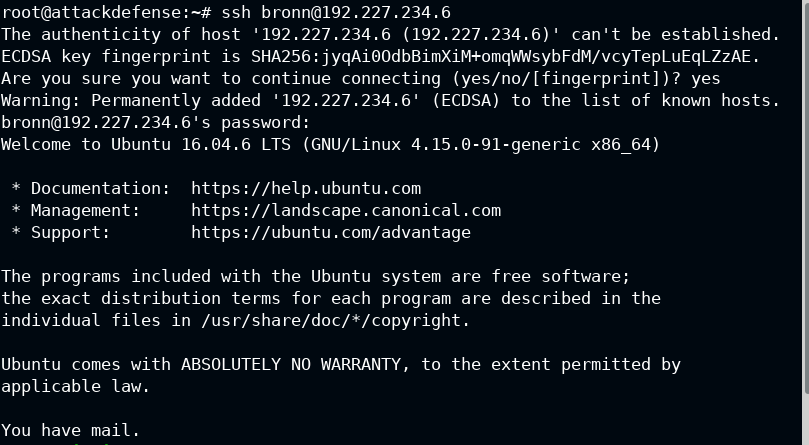 root@attackdefense:~# ssh bronn@192.227.234.6
The authenticity of host '192.227.234.6 (192.227.234.6)' can't be established.
ECDSA key fingerprint is SHA256:jyqAi0OdbBimXiM+omqWWsybFdM/vcyTepLuEqLZzAE.
Are you sure you want to continue connecting (yes/no/[fingerprint])? yes
Warning: Permanently added '192.227.234.6' (ECDSA) to the list of known hosts.
bronn@192.227.234.6's password:
Welcome to Ubuntu 16.04.6 LTS (GNU/Linux 4.15.0-91-generic x86_64)
* Documentation:  https://help.ubuntu.com
* Management:     https://landscape.canonical.com
* Support:        https://ubuntu.com/advantage
The programs included with the Ubuntu system are free software;
the exact distribution terms for each program are described in the
individual files in /usr/share/doc/*/copyright.
Ubuntu comes with ABSOLUTELY NO WARRANTY, to the extent permitted by
applicable law.
You have mail.